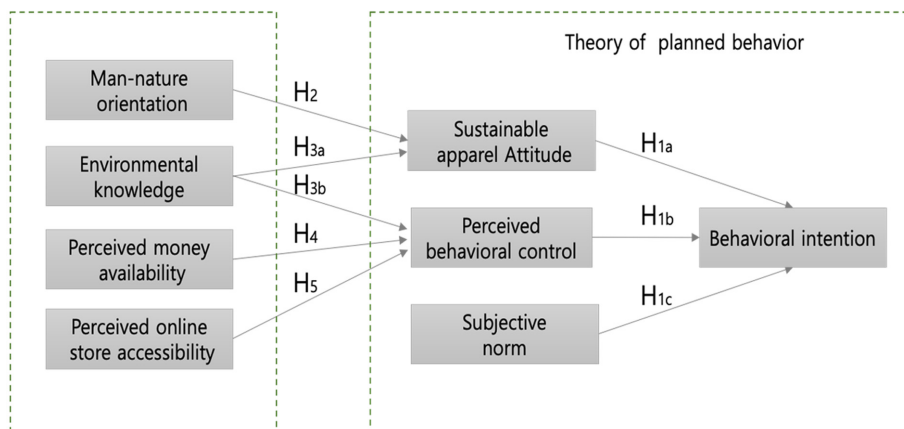 Theory of planned behavior
Man-nature
orientation
Environmental
knowledge
Perceived money
availability
Perceived online
store accessibility
H2
H3a
H3b
H4
H5
Sustainable
apparel Attitude
Perceived
behavioral control
Subjective
norm
H1a
H1b
H1c
Behavioral intention